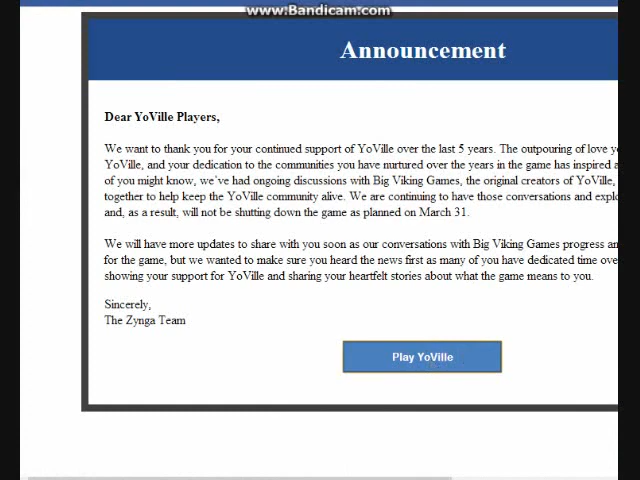 www.Bandicam.com
Announcement
Dear YoVille Players,
We want to thank you for your continued support of YoVille over the last 5 years. The outpouring of love
YoVille, and your dedication to the communities you have nurtured over the years in the game has inspired
of you might know, we've had ongoing discussions with Big Viking Games, the original creators of YoVille,
together to help keep the YoVille community alive. We are continuing to have those conversations and
and, as a result, will not be shutting down the game as planned on March 31.
We will have more updates to share with you soon as our conversations with Big Viking Games progress
for the game, but we wanted to make sure you heard the news first as many of you have dedicated time
showing your support for YoVille and sharing your heartfelt stories about what the game means to you.
Sincerely,
The Zynga Team
Play YoVille